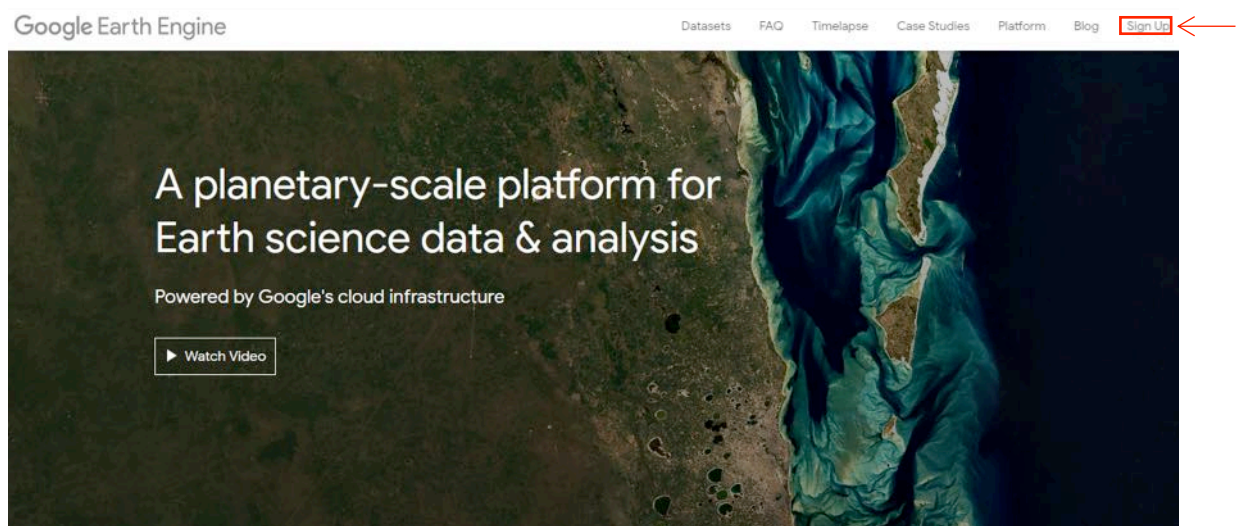 Google Earth Engine
Datasets FAQ Timelapse Case Studies Platform Blog Sign Up
A planetary-scale platform for
Earth science data & analysis
Powered by Google's cloud infrastructure
Watch Video